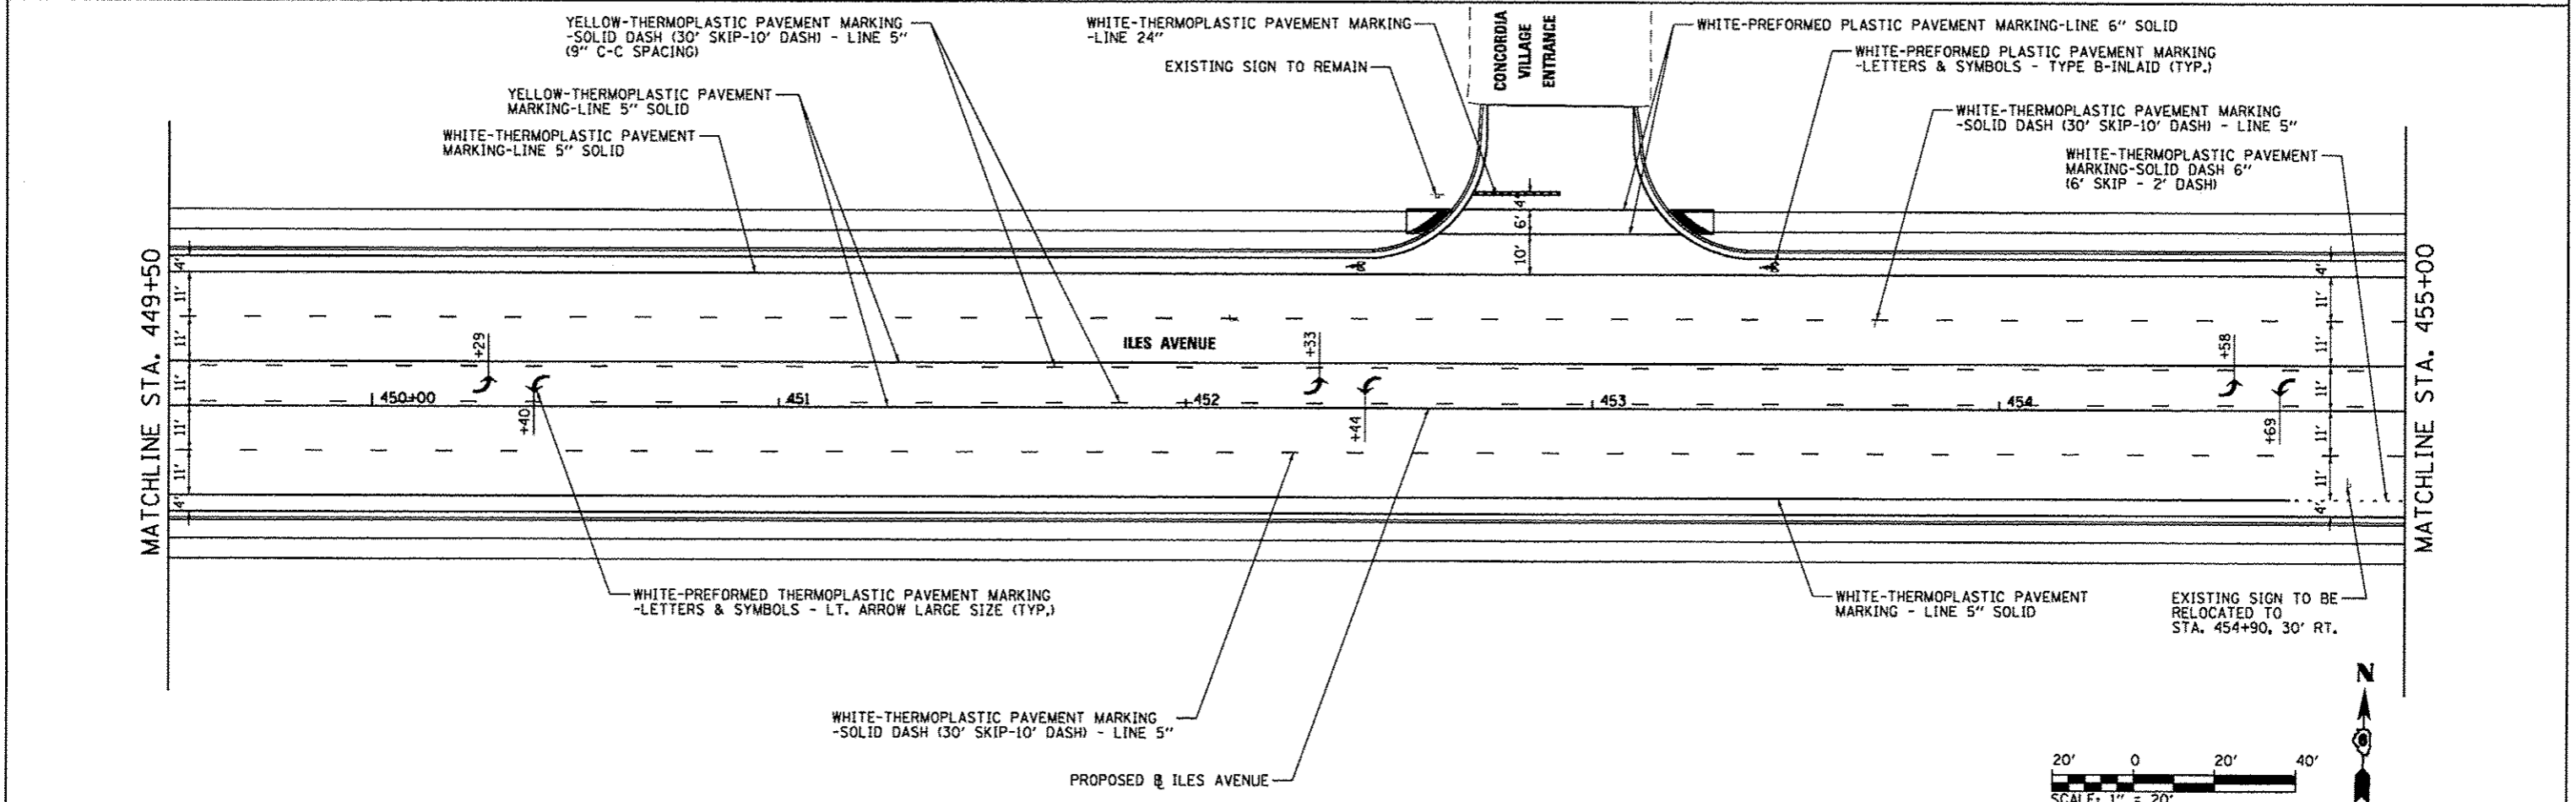 YELLOW-THERMOPLASTIC PAVEMENT MARKING
-SOLID DASH (30' SKIP-10' DASH) - LINE 5"
(9" C-C SPACING)
WHITE-THERMOPLASTIC PAVEMENT MARKING
-LINE 24"
EXISTING SIGN TO REMAIN
CONCORDIA
VILLAGE
ENTRANCE
WHITE-PREFORMED PLASTIC PAVEMENT MARKING-LINE 6" SOLID
WHITE-PREFORMED PLASTIC PAVEMENT MARKING
-LETTERS & SYMBOLS - TYPE B-INLAID (TYP.)
YELLOW-THERMOPLASTIC PAVEMENT
MARKING-LINE 5" SOLID
WHITE-THERMOPLASTIC PAVEMENT
MARKING-LINE 5" SOLID
WHITE-THERMOPLASTIC PAVEMENT MARKING
-SOLID DASH (30' SKIP-10' DASH) - LINE 5"
WHITE-THERMOPLASTIC PAVEMENT
MARKING-SOLID DASH 6"
(6' SKIP - 2' DASH)
MATCHLINE STA. 449+50
4'
11'
11'
11'
11'
11'
4'
4'
6'
10'
ILES AVENUE
+29
+40
+33
+44
+58
+69
450+00
451
452
453
454
4'
11'
11'
11'
11'
11'
4'
MATCHLINE STA. 455+00
WHITE-PREFORMED THERMOPLASTIC PAVEMENT MARKING
-LETTERS & SYMBOLS - LT. ARROW LARGE SIZE (TYP.)
WHITE-THERMOPLASTIC PAVEMENT
MARKING - LINE 5" SOLID
EXISTING SIGN TO BE
RELOCATED TO
STA. 454+90, 30' RT.
WHITE-THERMOPLASTIC PAVEMENT MARKING
-SOLID DASH (30' SKIP-10' DASH) - LINE 5"
PROPOSED ILES AVENUE
N
20' 0 20' 40'
SCALE: 1" = 20'